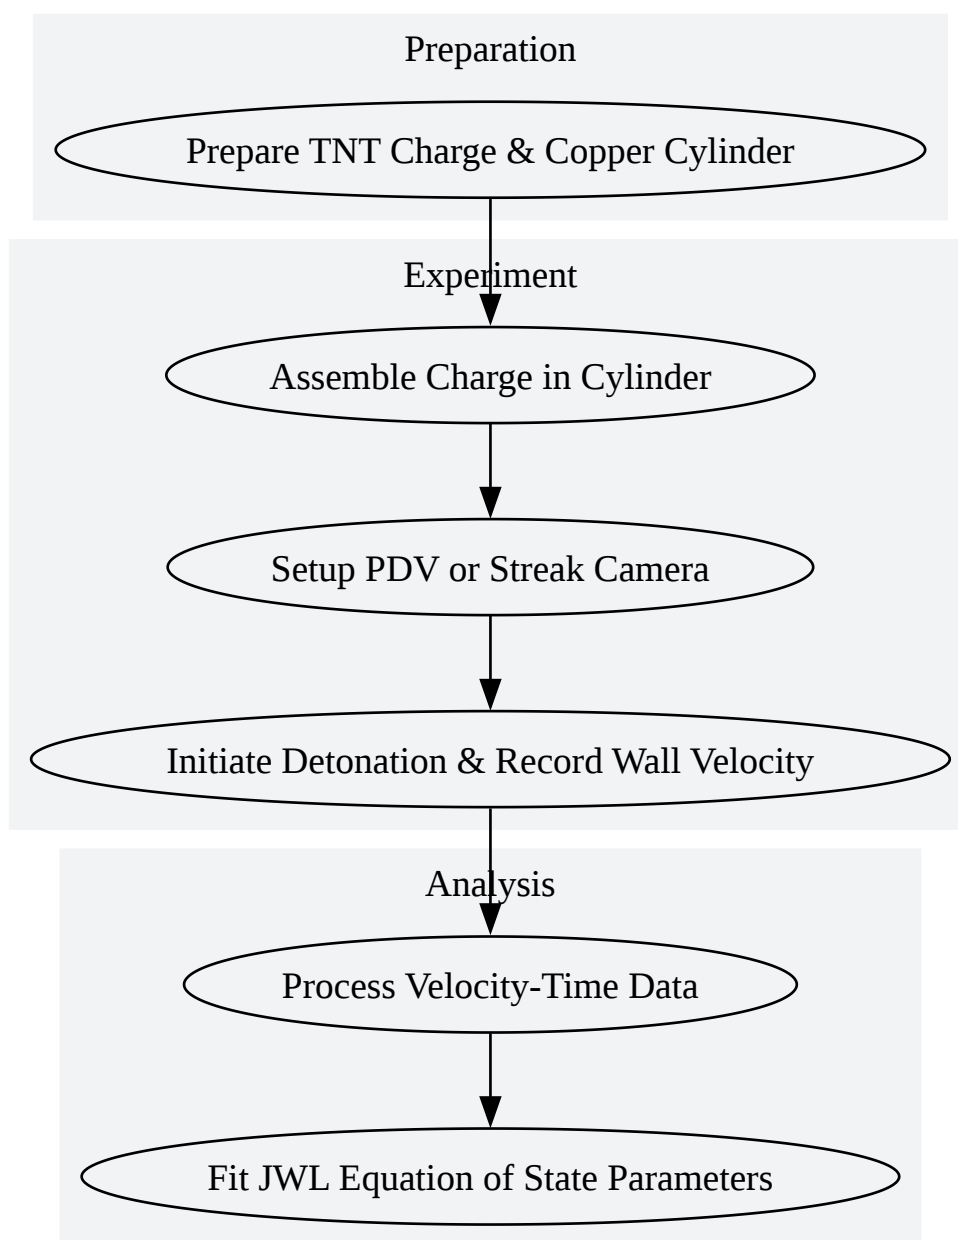 Preparation
Prepare TNT Charge & Copper Cylinder
Experiment
Assemble Charge in Cylinder
Setup PDV or Streak Camera
Initiate Detonation & Record Wall Velocity
Analysis
Process Velocity-Time Data
Fit JWL Equation of State Parameters